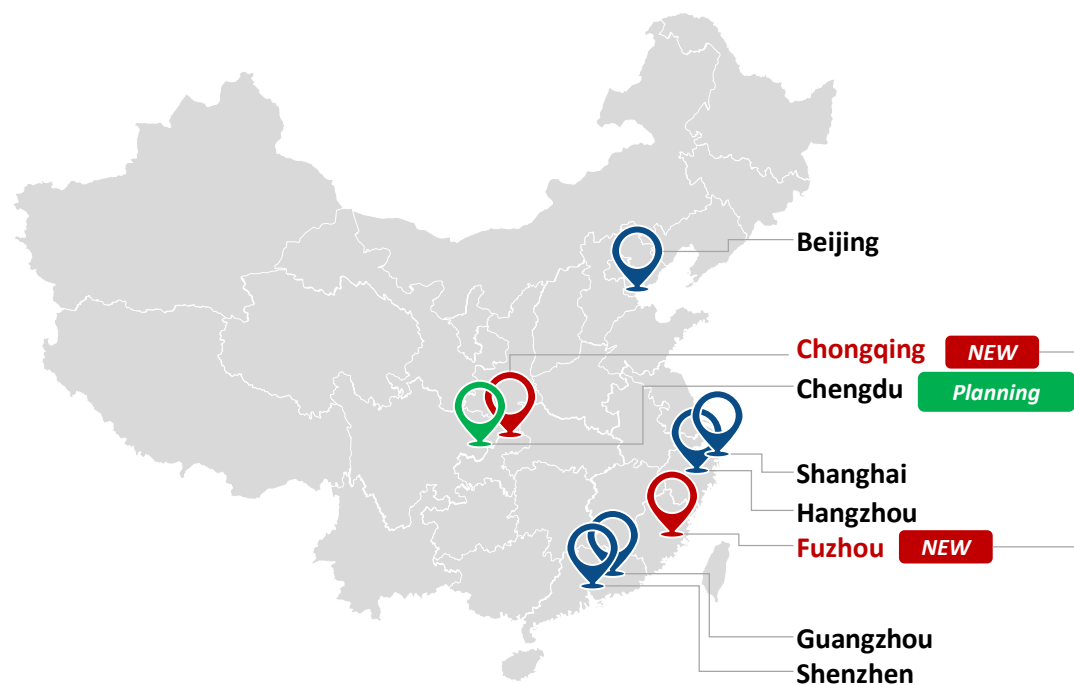 Beijing
Chongqing NEW
Chengdu Planning
Shanghai
Hangzhou
Fuzhou NEW
Guangzhou
Shenzhen